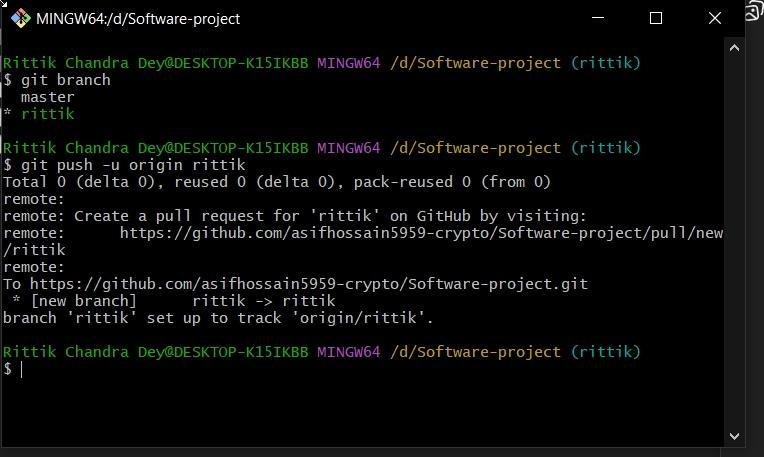 MINGW64:/d/Software-project
Rittik Chandra Dey@DESKTOP-K15IKBB MINGW64 /d/Software-project (rittik)
$ git branch
  master
* rittik
Rittik Chandra Dey@DESKTOP-K15IKBB MINGW64 /d/Software-project (rittik)
$ git push -u origin rittik
Total 0 (delta 0), reused 0 (delta 0), pack-reused 0 (from 0)
remote:
remote: Create a pull request for 'rittik' on GitHub by visiting:
remote:      https://github.com/asifhossain5959-crypto/Software-project/pull/new
/rittik
remote:
To https://github.com/asifhossain5959-crypto/Software-project.git
 * [new branch]      rittik -> rittik
branch 'rittik' set up to track 'origin/rittik'.
Rittik Chandra Dey@DESKTOP-K15IKBB MINGW64 /d/Software-project (rittik)
$